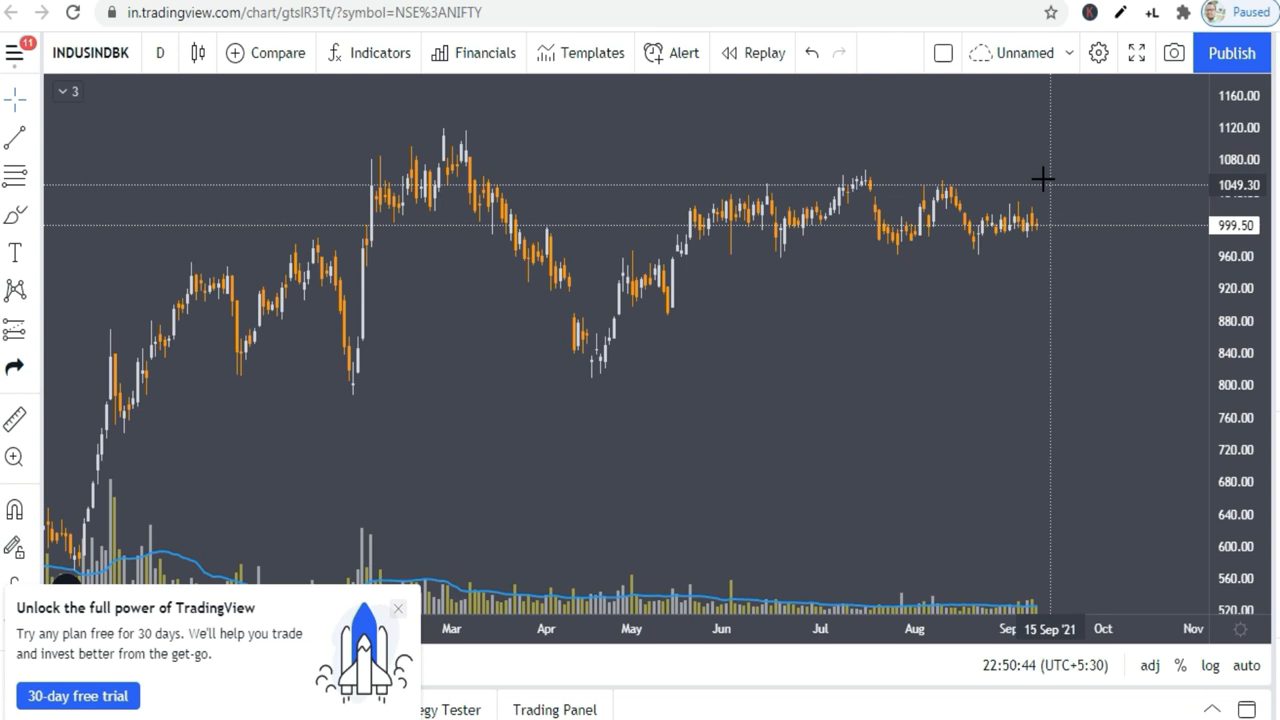 in.tradingview.com/chart/gtslR3Tt/?symbol=NSE%3ANIFTY
K
+L
Paused
11
INDUSINDBK
D
Compare
Indicators
Financials
Templates
Alert
Replay
Unnamed
Publish
3
1160.00
1120.00
1080.00
1049.30
999.50
960.00
920.00
880.00
840.00
800.00
760.00
720.00
680.00
640.00
600.00
560.00
520.00
Mar
Apr
May
Jun
Jul
Aug
Sep
15 Sep '21
Oct
Nov
Unlock the full power of TradingView
Try any plan free for 30 days. We'll help you trade
and invest better from the get-go.
30-day free trial
22:50:44 (UTC+5:30)
adj
%
log
auto
egy Tester
Trading Panel